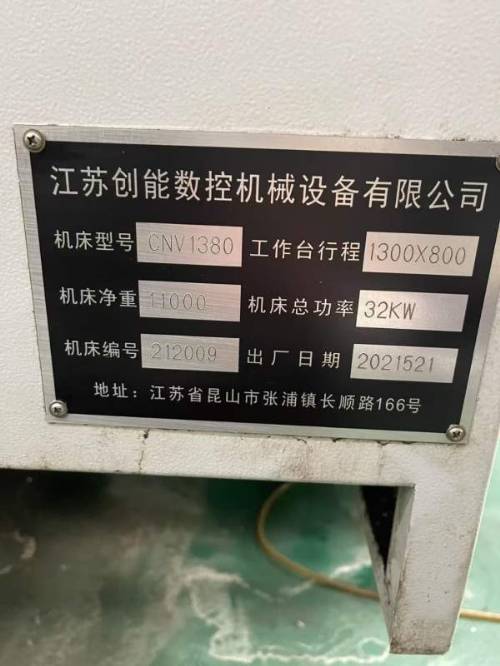 江苏创能数控机械设备有限公司
机床型号 CNV1380 工作台行程 1300X800
机床净重 11000 机床总功率 32KW
机床编号 212009 出厂日期 2021521
地址：江苏省昆山市张浦镇长顺路166号